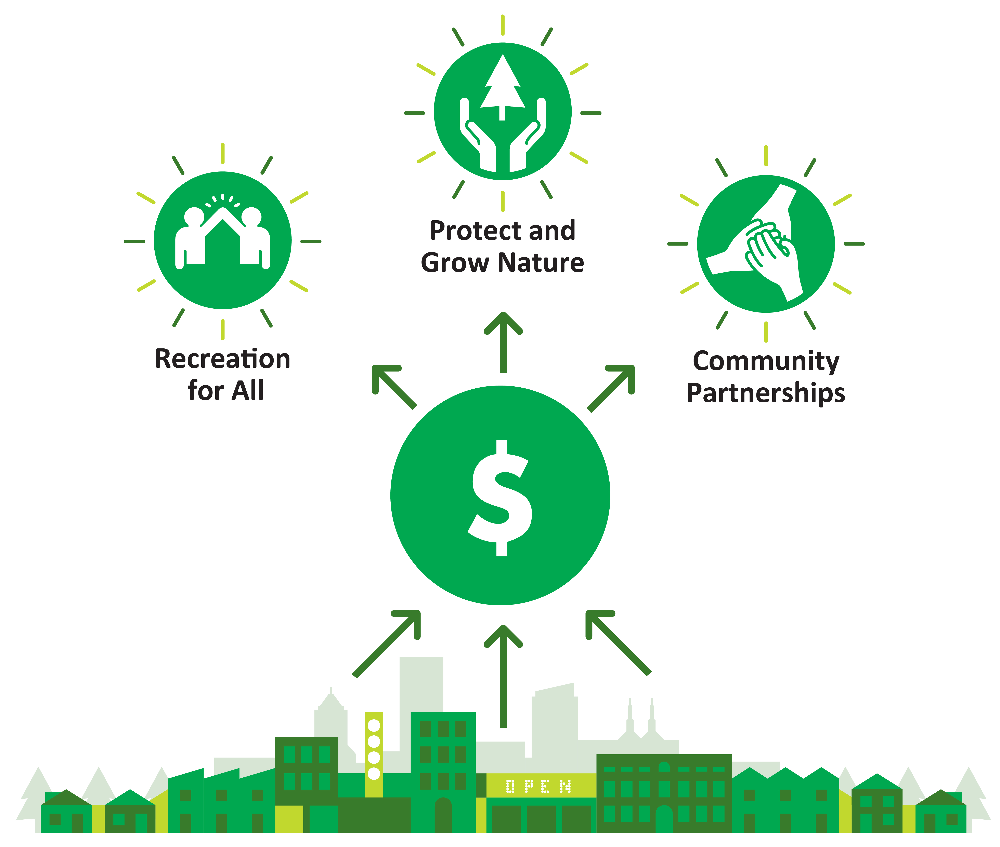 Protect and
Grow Nature
Recreation
for All
Community
Partnerships
$
OPEN